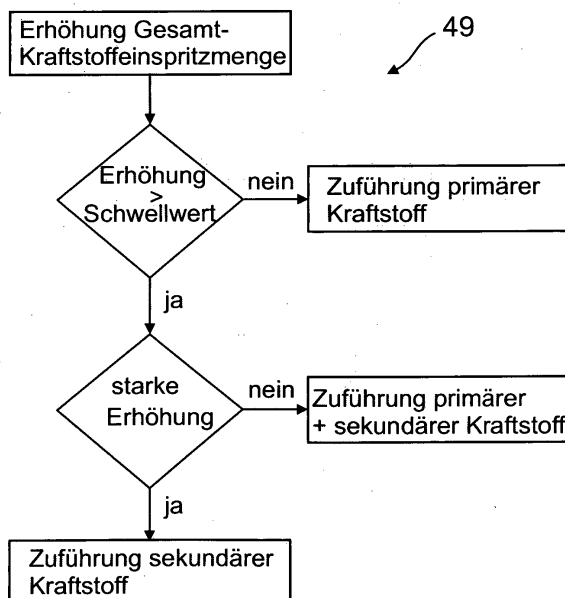 Erhöhung Gesamt-
Kraftstoffeinspritzmenge
49
Erhöhung
>
Schwellwert
nein
Zuführung primärer
Kraftstoff
ja
starke
Erhöhung
nein
Zuführung primärer
+ sekundärer Kraftstoff
ja
Zuführung sekundärer
Kraftstoff